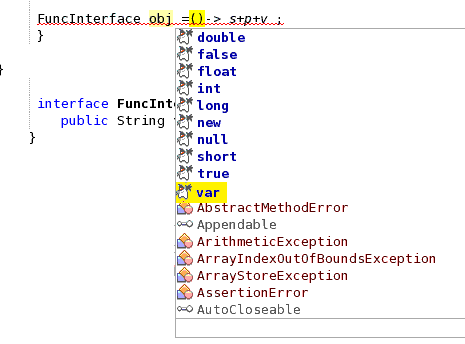 FuncInterface obj =()-> s+p+v ;
}
double
false
}
float
int
interface FuncInte
long
public String
new
}
null
short
true
var
AbstractMethodError
Appendable
ArithmeticException
ArrayIndexOutOfBoundsException
ArrayStoreException
AssertionError
AutoCloseable